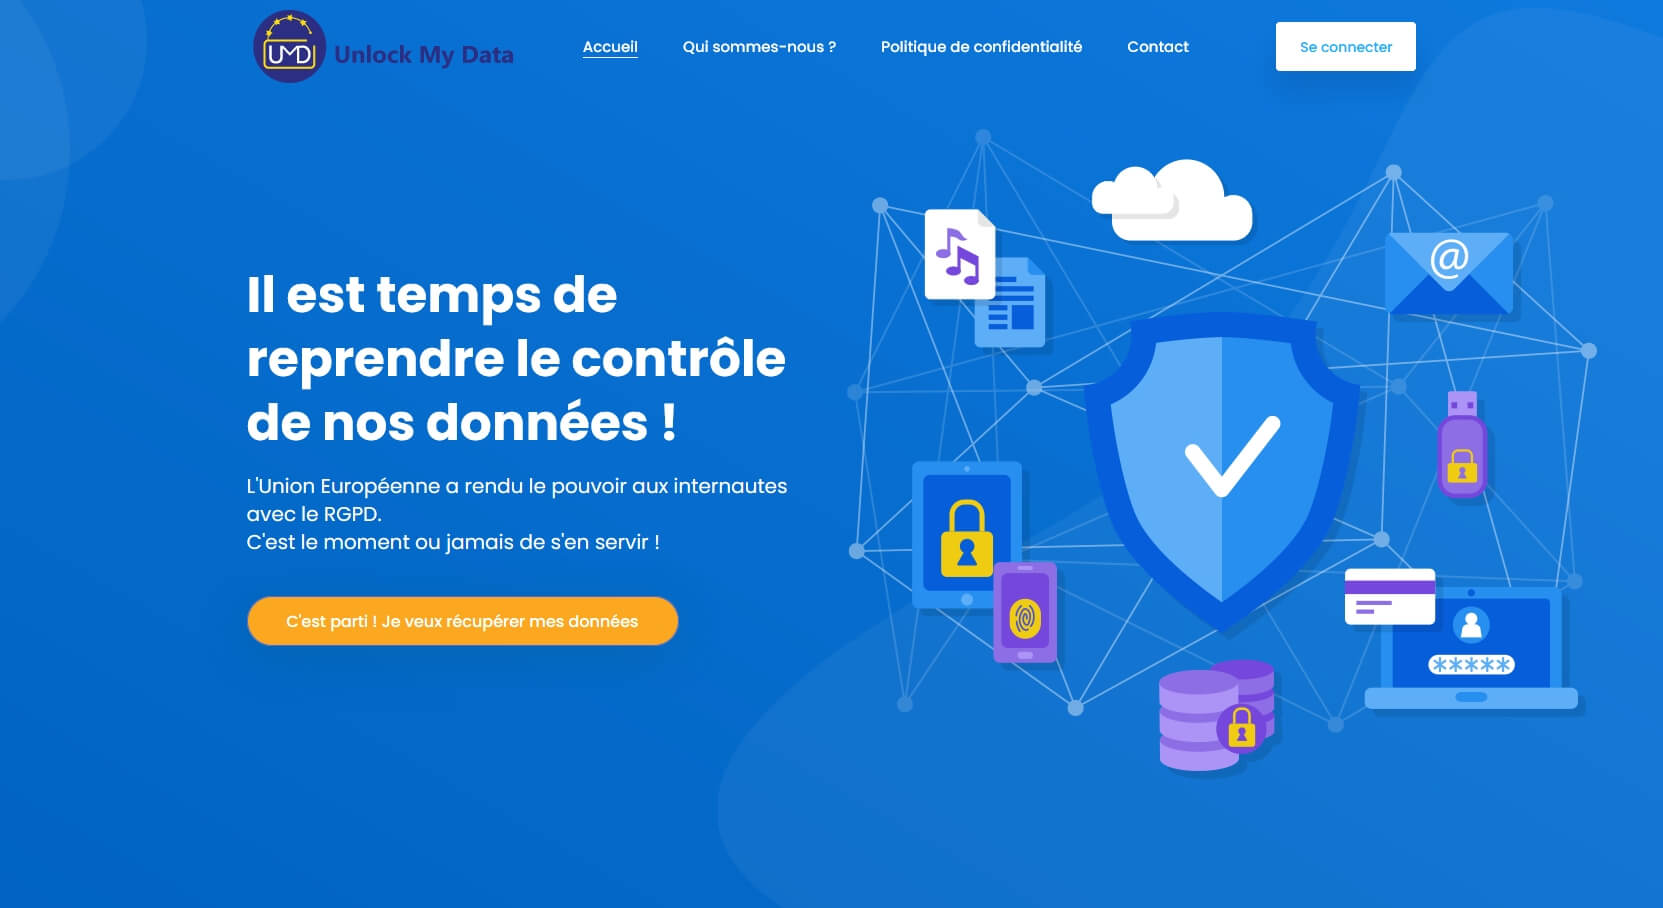 UMD
Unlock My Data
Accueil
Qui sommes-nous ?
Politique de confidentialité
Contact
Se connecter
Il est temps de
reprendre le contrôle
de nos données !
L'Union Européenne a rendu le pouvoir aux internautes
avec le RGPD.
C'est le moment ou jamais de s'en servir !
C'est parti ! Je veux récupérer mes données
@
*****